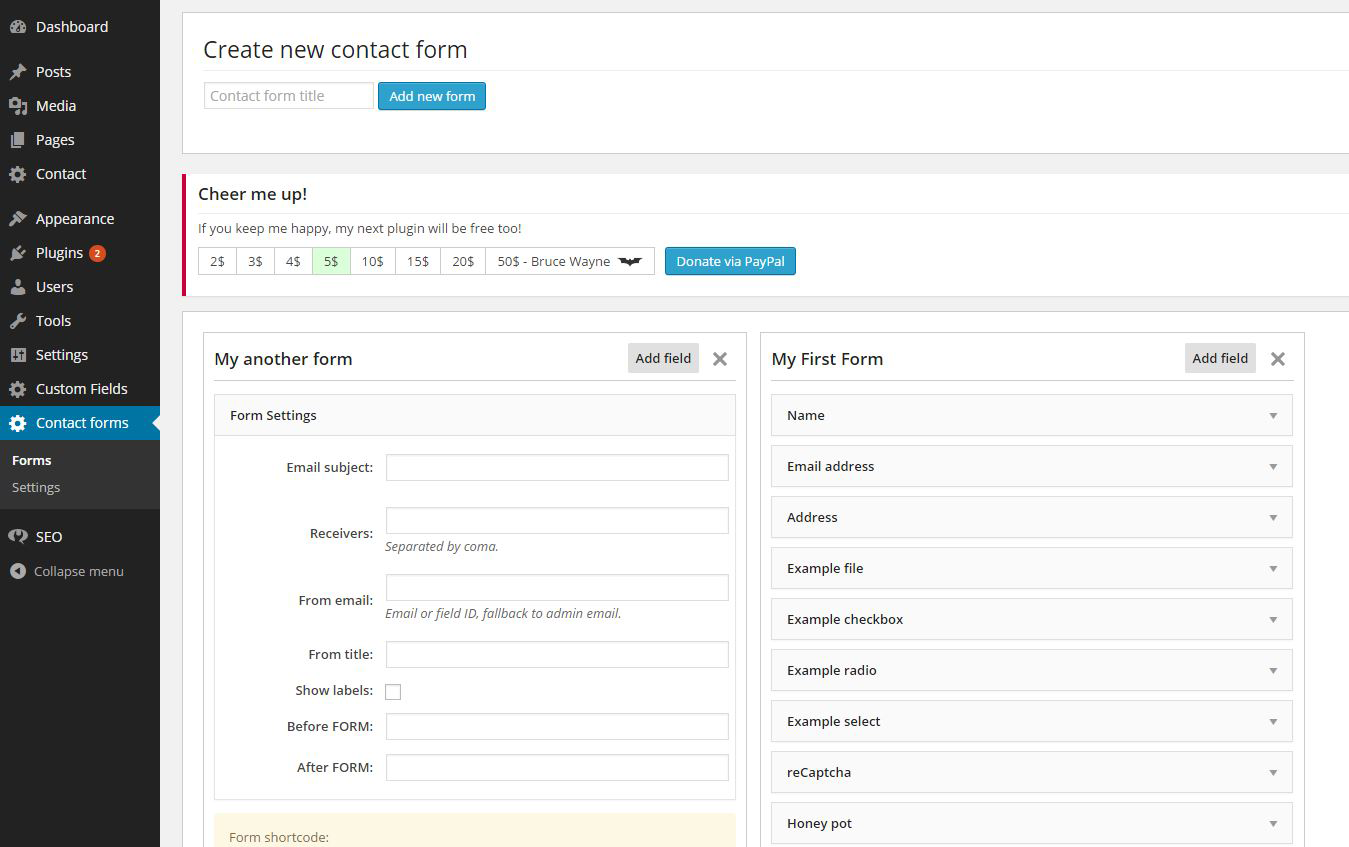 Dashboard
Posts
Media
Pages
Contact
Appearance
Plugins 2
Users
Tools
Settings
Custom Fields
Contact forms
Forms
Settings
SEO
Collapse menu
Create new contact form
Contact form title Add new form
Cheer me up!
If you keep me happy, my next plugin will be free too!
2$ 3$ 4$ 5$ 10$ 15$ 20$ 50$ - Bruce Wayne Donate via PayPal
My another form Add field
Form Settings
Email subject:
Receivers:
Separated by coma.
From email:
Email or field ID, fallback to admin email.
From title:
Show labels:
Before FORM:
After FORM:
Form shortcode:
My First Form Add field
Name
Email address
Address
Example file
Example checkbox
Example radio
Example select
reCaptcha
Honey pot